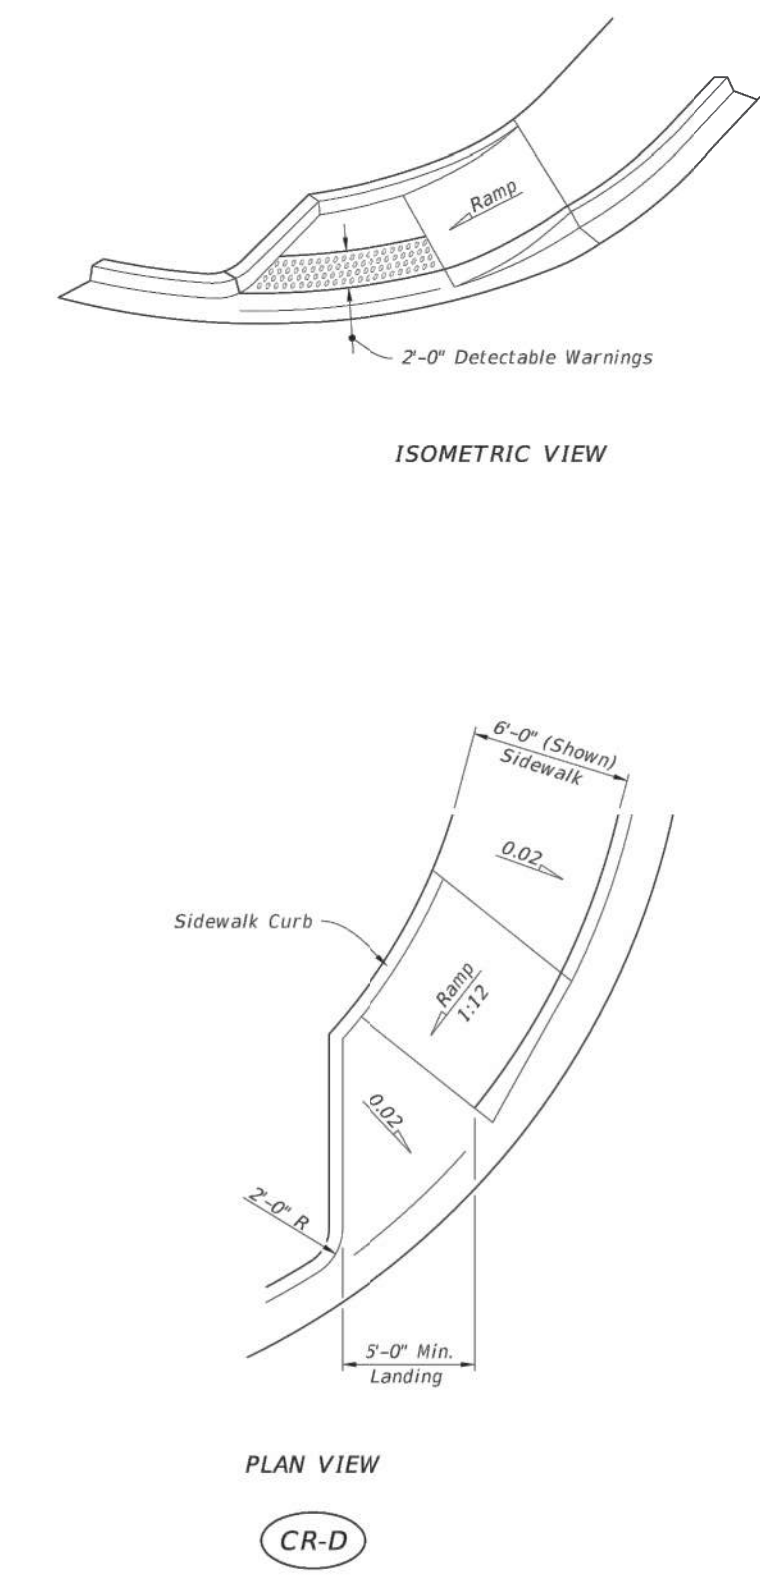 Ramp
2'-0" Detectable Warnings
ISOMETRIC VIEW
6'-0" (Shown)
Sidewalk
0.02
Sidewalk Curb
Ramp
1:12
0.02
2'-0" R
5'-0" Min.
Landing
PLAN VIEW
CR-D